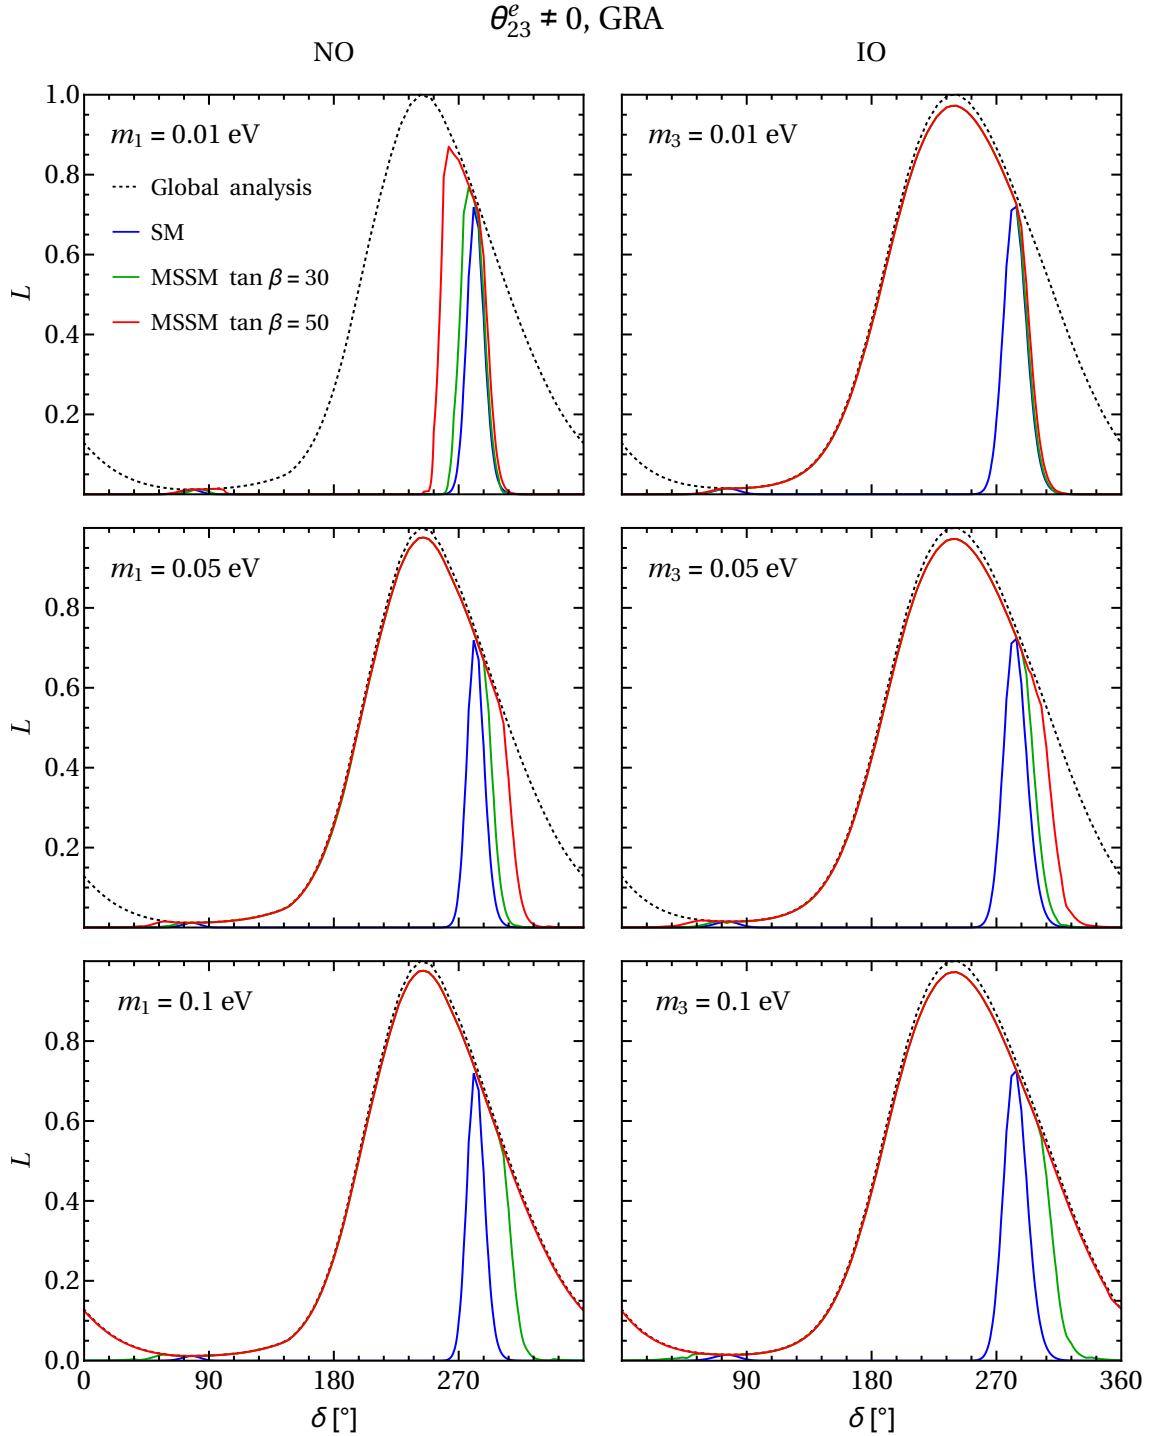 θᵉ₂₃ ≠ 0, GRA
NO
IO
1.0
0.8
0.6
0.4
0.2
L
m₁ = 0.01 eV
Global analysis
SM
MSSM tan β = 30
MSSM tan β = 50
m₃ = 0.01 eV
0.8
0.6
0.4
0.2
L
m₁ = 0.05 eV
m₃ = 0.05 eV
0.8
0.6
0.4
0.2
0.0
L
m₁ = 0.1 eV
m₃ = 0.1 eV
0 90 180 270
90 180 270 360
δ [°]
δ [°]